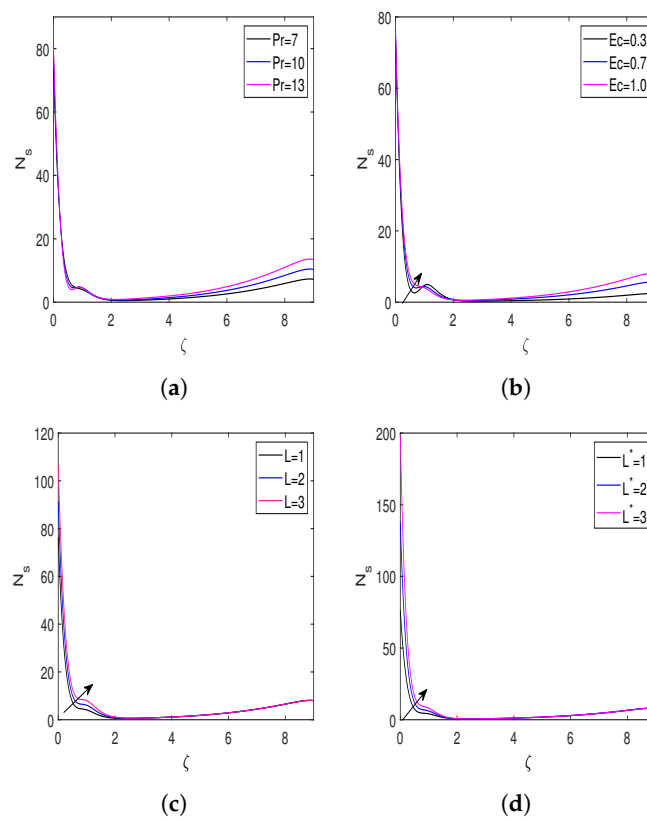 80
60
40
20
0
0 2 4 6 8
N_s
ζ
Pr=7
Pr=10
Pr=13
(a)
80
60
40
20
0
0 2 4 6 8
N_s
ζ
Ec=0.3
Ec=0.7
Ec=1.0
(b)
120
100
80
60
40
20
0
0 2 4 6 8
N_s
ζ
L=1
L=2
L=3
(c)
200
150
100
50
0
0 2 4 6 8
N_s
ζ
L*=1
L*=2
L*=3
(d)